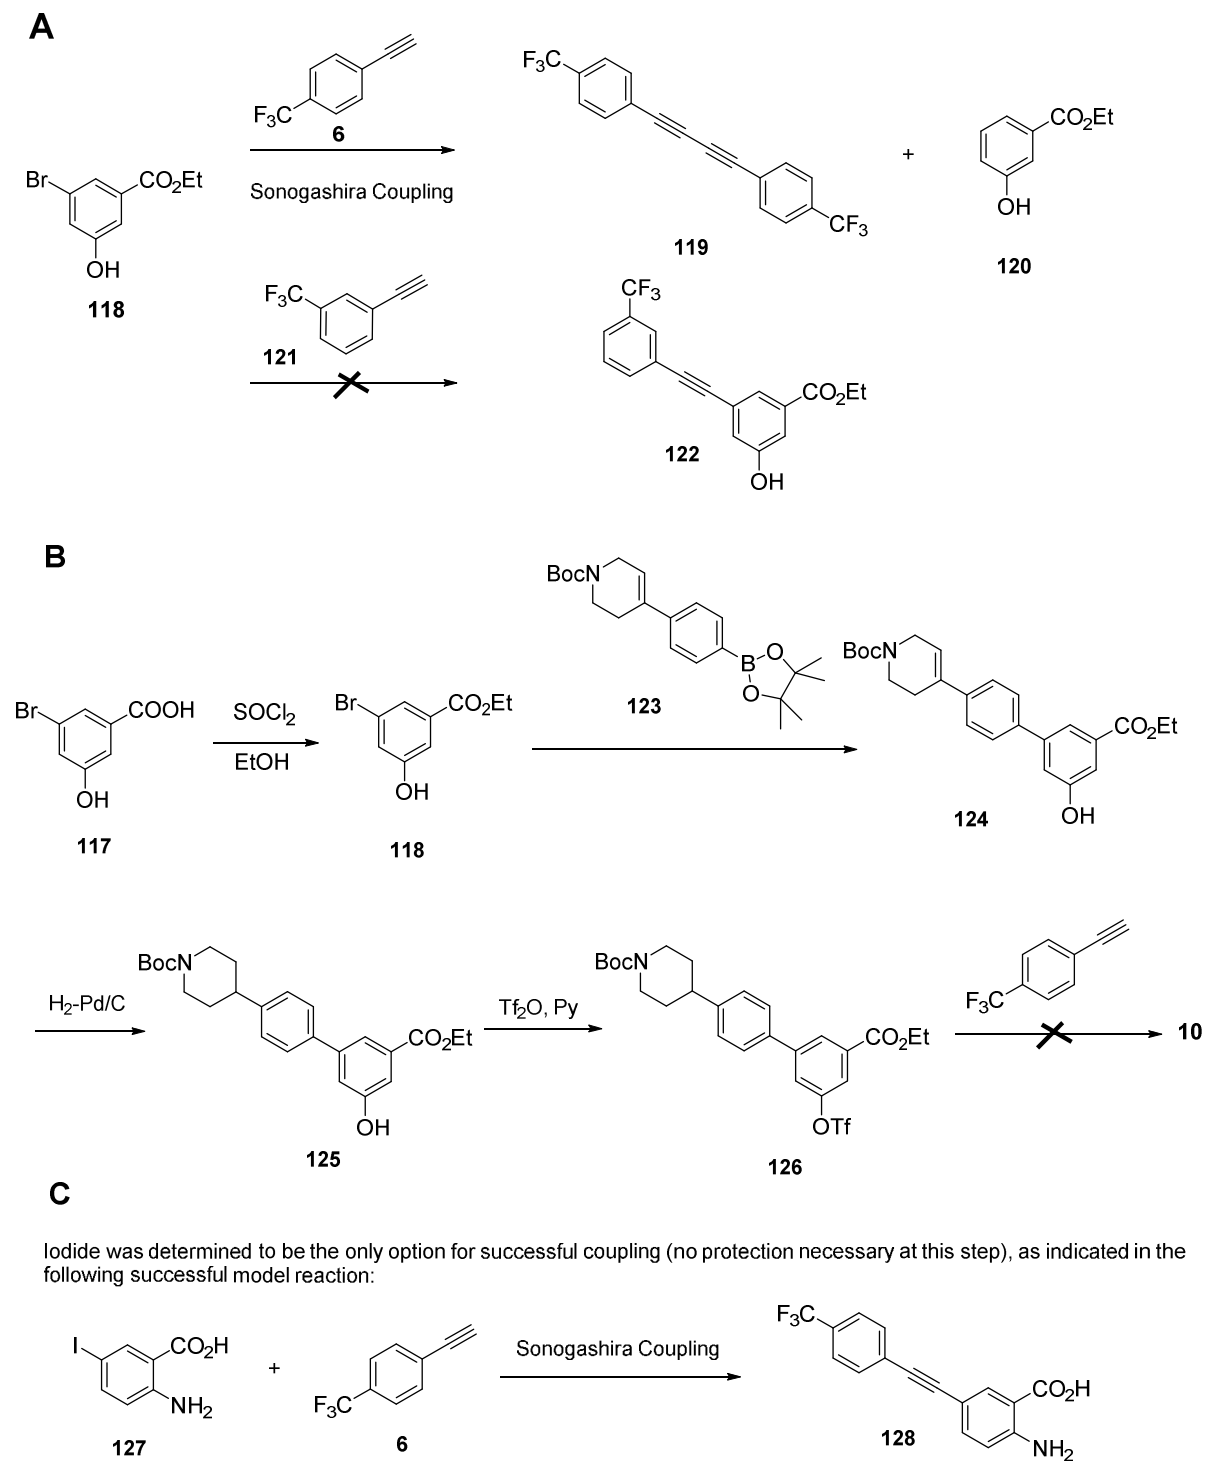 A
F₃C
6
Sonogashira Coupling
Br
CO₂Et
OH
118
F₃C
CF₃
119
+
CO₂Et
OH
120
F₃C
121
CF₃
CO₂Et
OH
122
B
Br
COOH
OH
117
SOCl₂
EtOH
Br
CO₂Et
OH
118
BocN
B
O
O
123
BocN
CO₂Et
OH
124
H₂-Pd/C
BocN
CO₂Et
OH
125
Tf₂O, Py
BocN
CO₂Et
OTf
126
F₃C
10
C
Iodide was determined to be the only option for successful coupling (no protection necessary at this step), as indicated in the
following successful model reaction:
I
CO₂H
NH₂
127
+
F₃C
6
Sonogashira Coupling
F₃C
CO₂H
NH₂
128